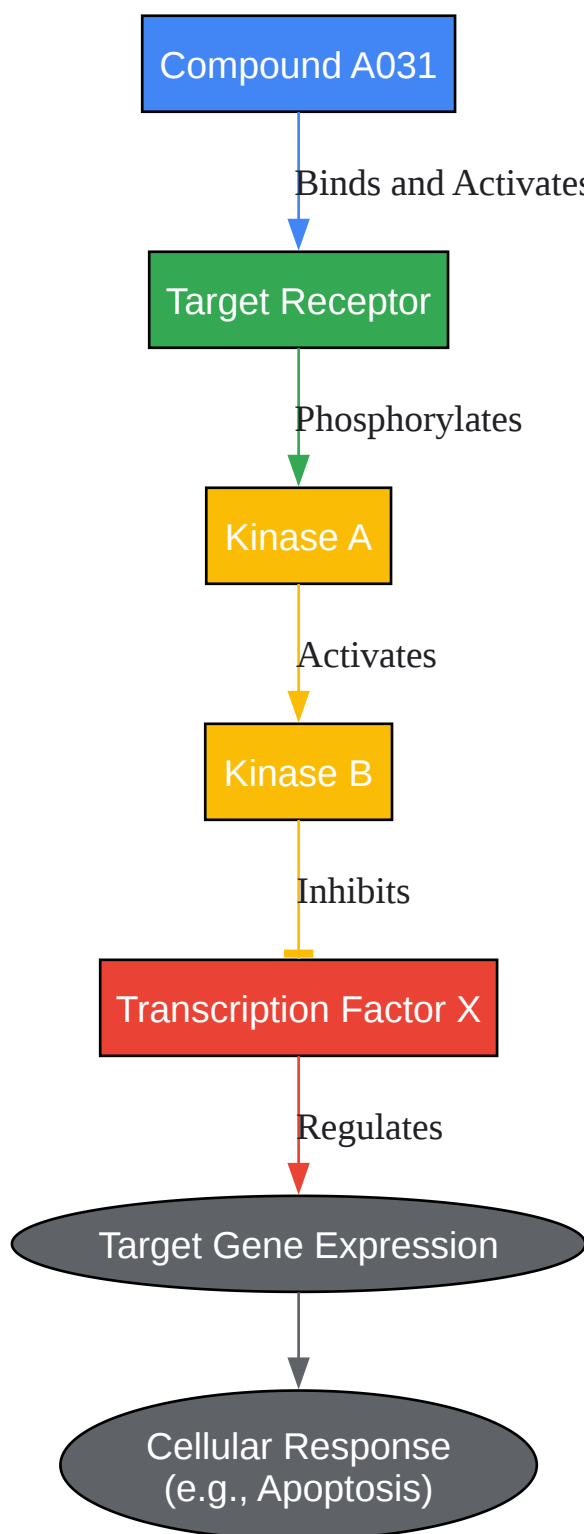 Compound A031
Binds and Activates
Target Receptor
Phosphorylates
Kinase A
Activates
Kinase B
Inhibits
Transcription Factor X
Regulates
Target Gene Expression
Cellular Response
(e.g., Apoptosis)